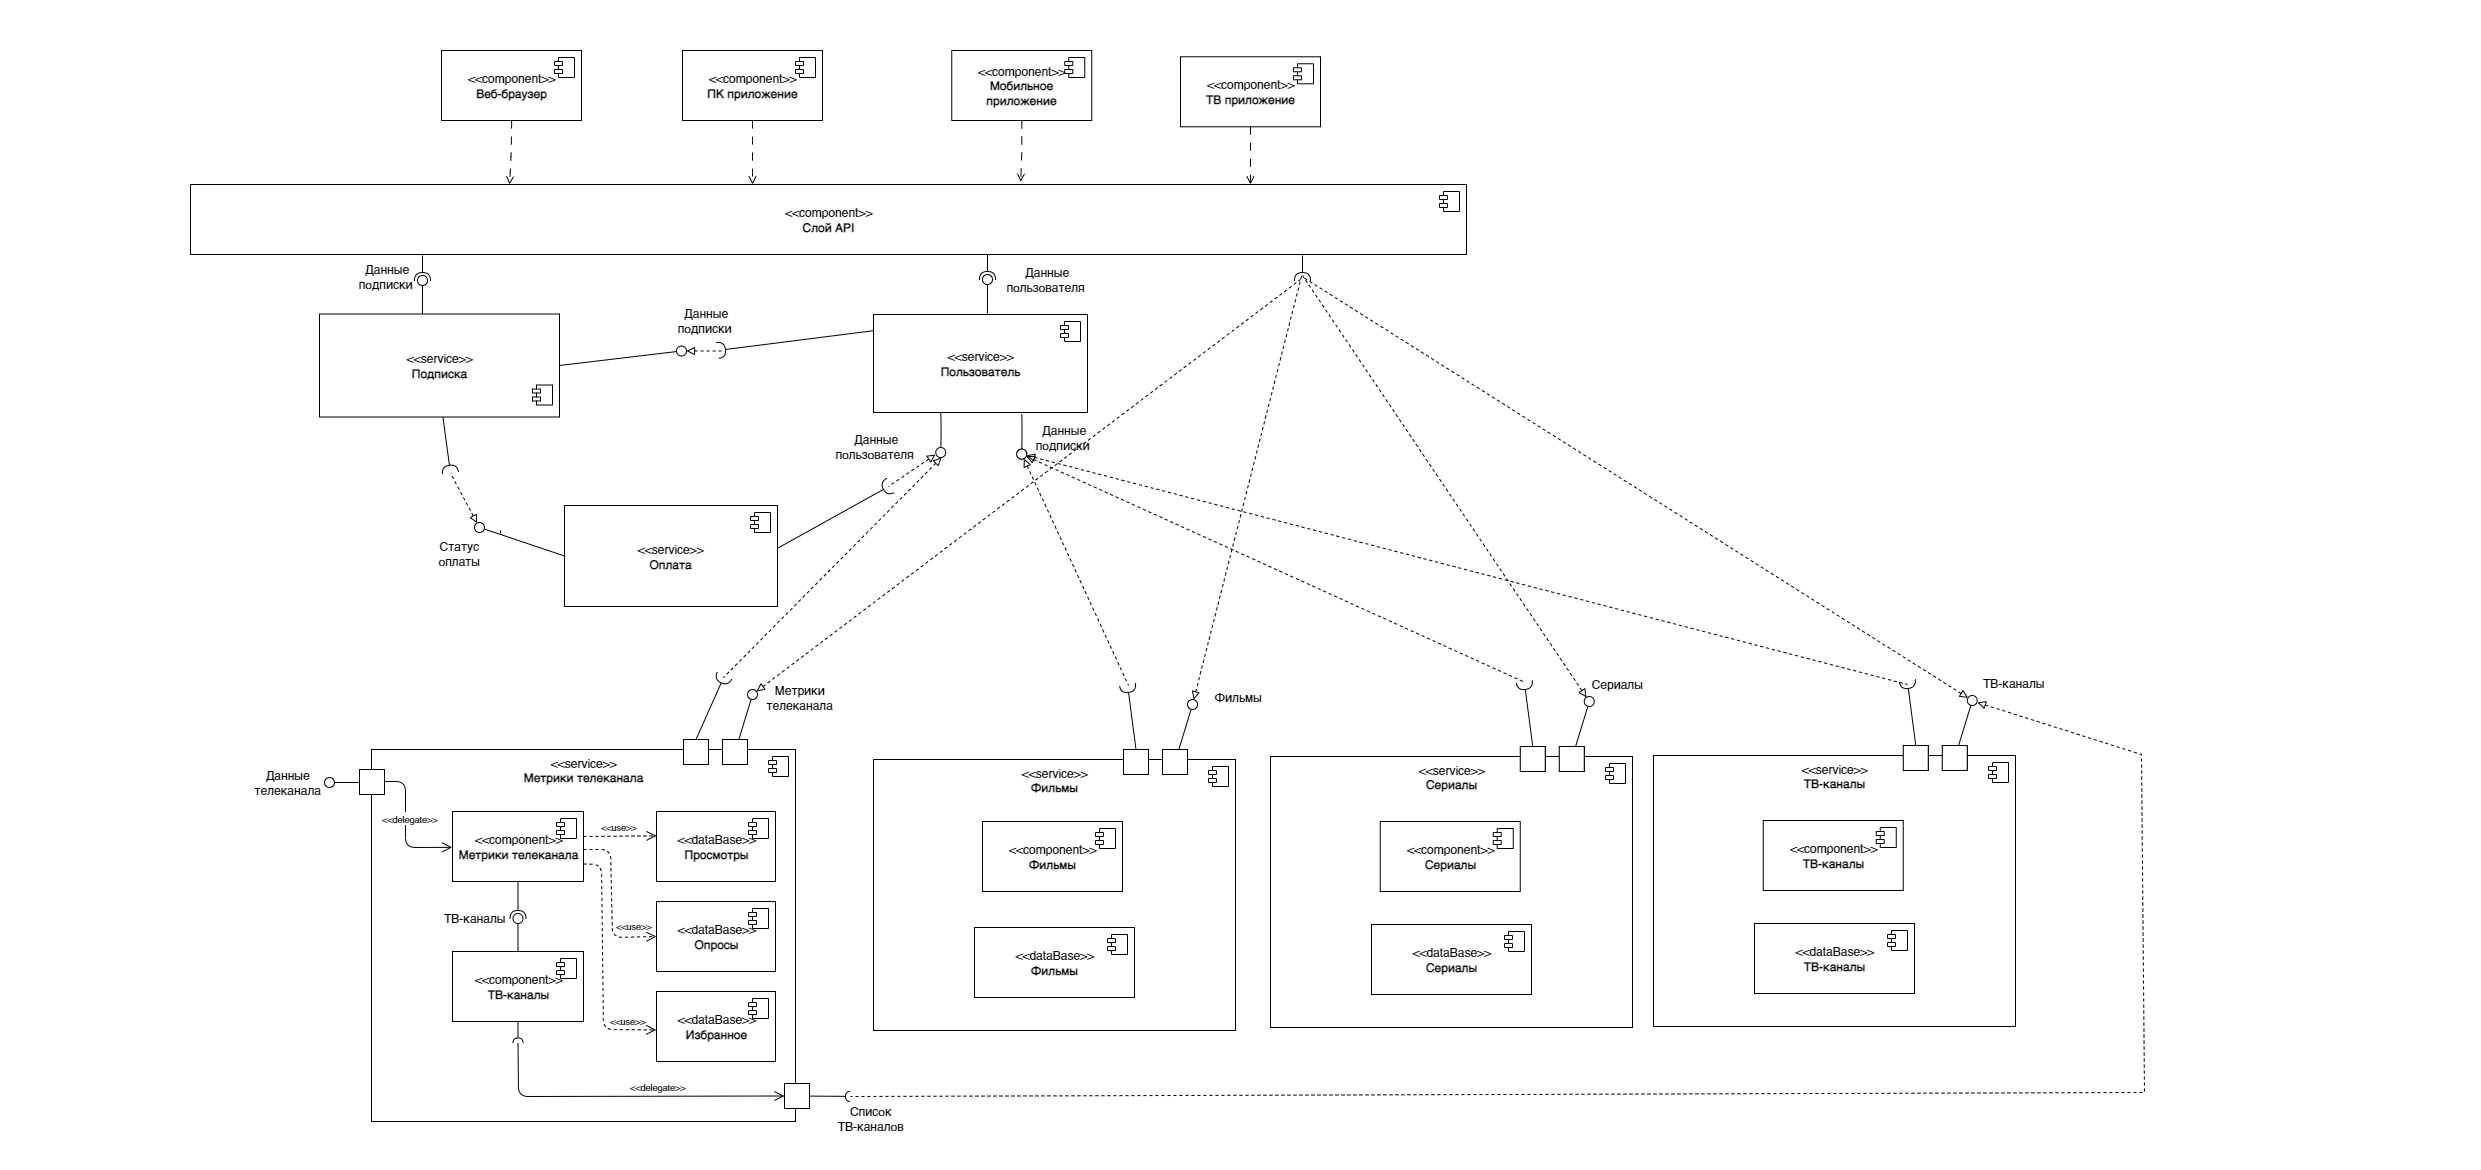 <<component>>
Веб-браузер
<<component>>
ПК приложение
<<component>>
Мобильное
приложение
<<component>>
ТВ приложение
<<component>>
Слой API
Данные
подписки
Данные
пользователя
Данные
подписки
<<service>>
Подписка
<<service>>
Пользователь
Данные
пользователя
Данные
подписки
Статус
оплаты
<<service>>
Оплата
Метрики
телеканала
Фильмы
Сериалы
ТВ-каналы
Данные
телеканала
<<service>>
Метрики телеканала
<<delegate>>
<<component>>
Метрики телеканала
<<use>>
<<dataBase>>
Просмотры
ТВ-каналы
<<use>>
<<dataBase>>
Опросы
<<component>>
ТВ-каналы
<<use>>
<<dataBase>>
Избранное
<<delegate>>
Список
ТВ-каналов
<<service>>
Фильмы
<<component>>
Фильмы
<<dataBase>>
Фильмы
<<service>>
Сериалы
<<component>>
Сериалы
<<dataBase>>
Сериалы
<<service>>
ТВ-каналы
<<component>>
ТВ-каналы
<<dataBase>>
ТВ-каналы